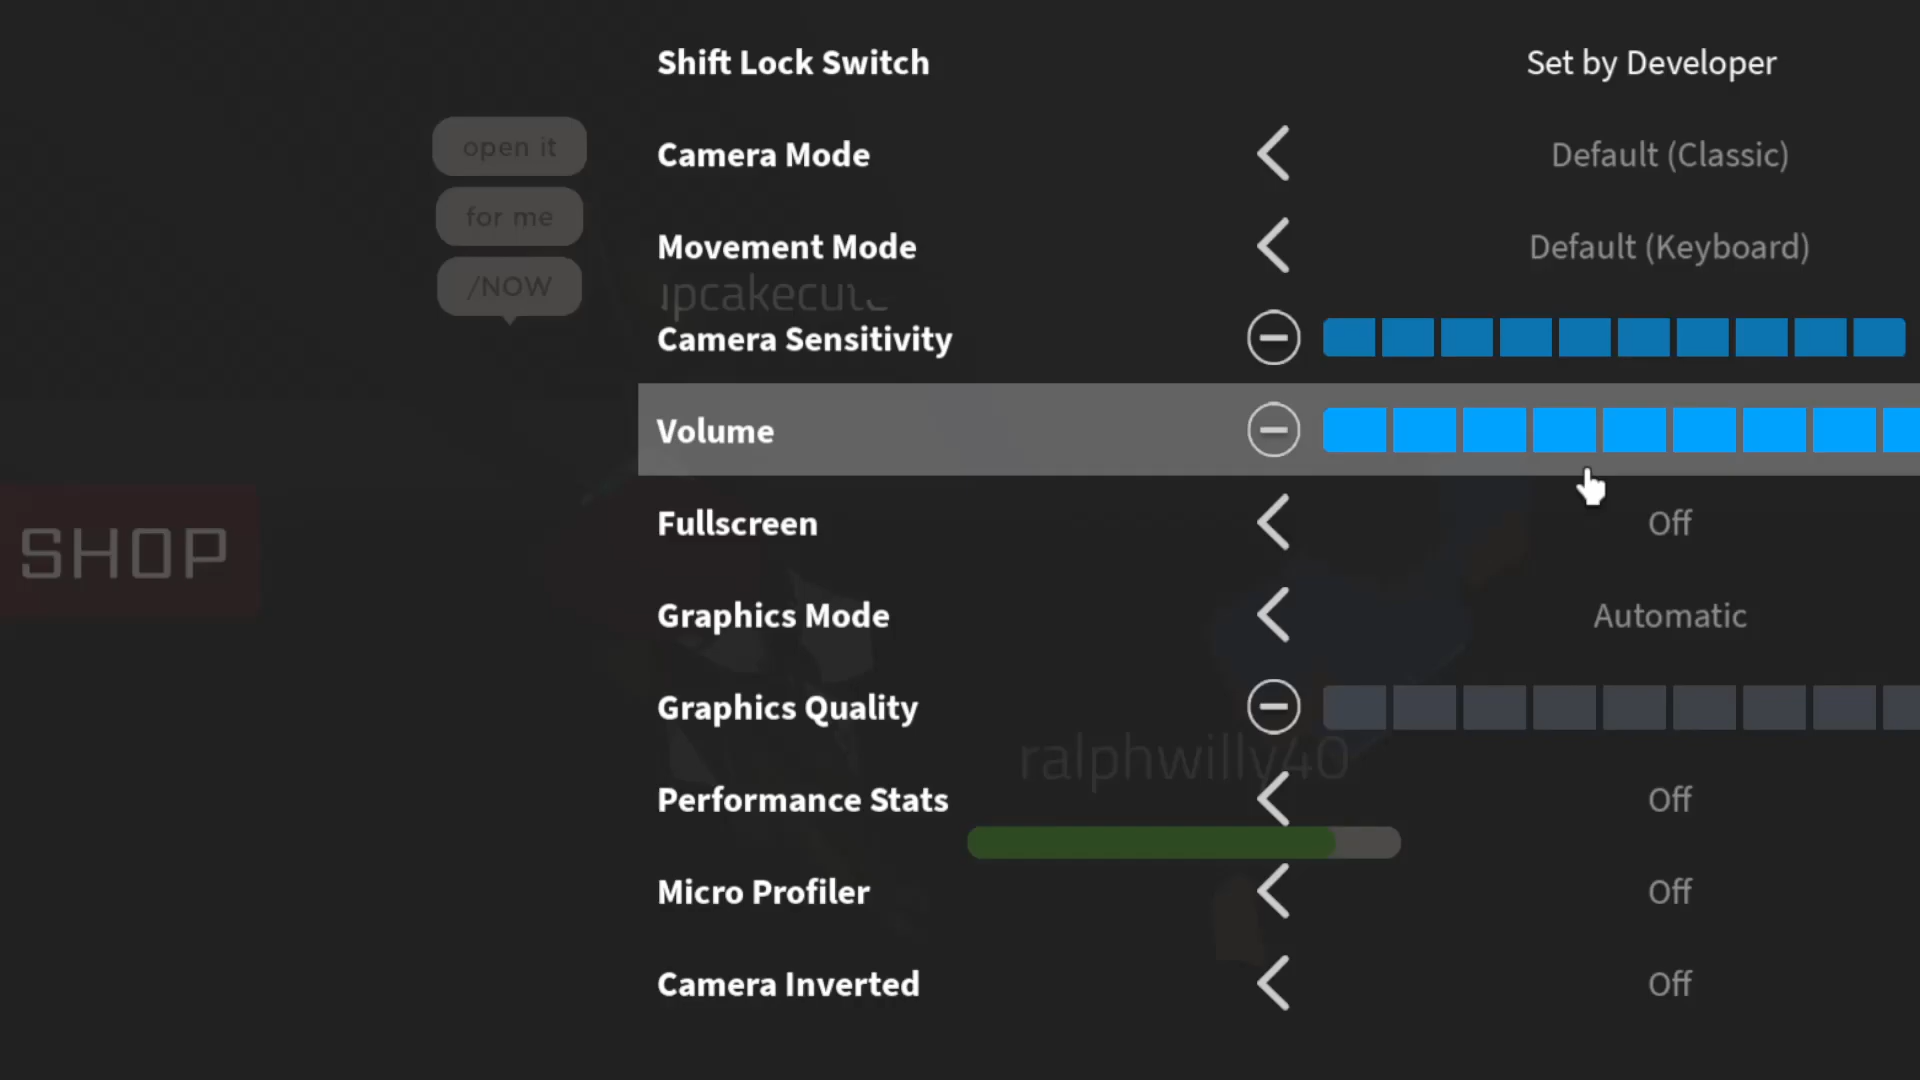 Shift Lock Switch Set by Developer
open it
Camera Mode Default (Classic)
for me
Movement Mode Default (Keyboard)
/NOW
Camera Sensitivity
Volume
Fullscreen Off
SHOP
Graphics Mode Automatic
Graphics Quality
ralphwilly40
Performance Stats Off
Micro Profiler Off
Camera Inverted Off